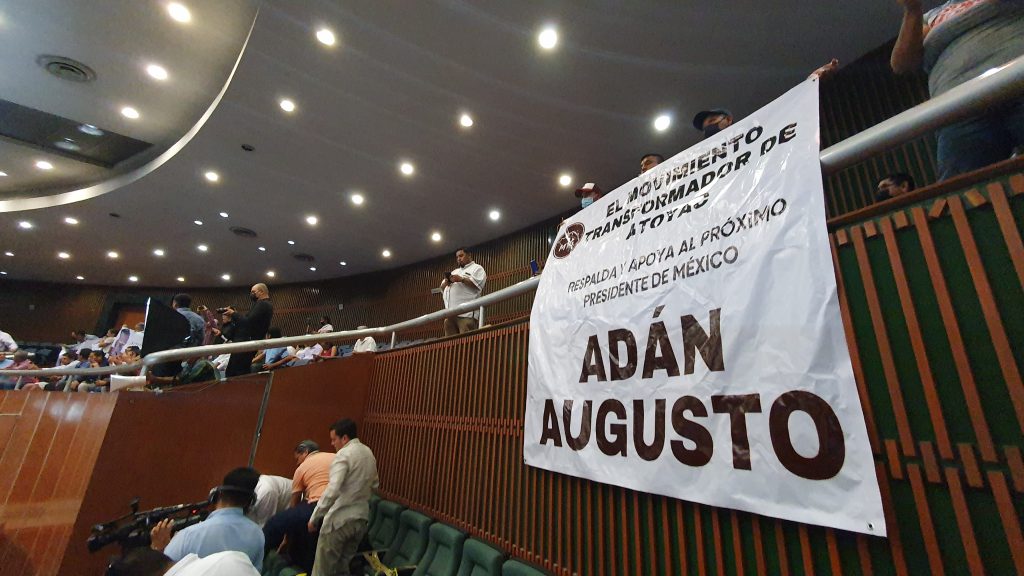 EL MOVIMIENTO
TRANSFORMADOR DE
ATOYAC
RESPALDA Y APOYA AL PRÓXIMO
PRESIDENTE DE MÉXICO
ADÁN
AUGUSTO